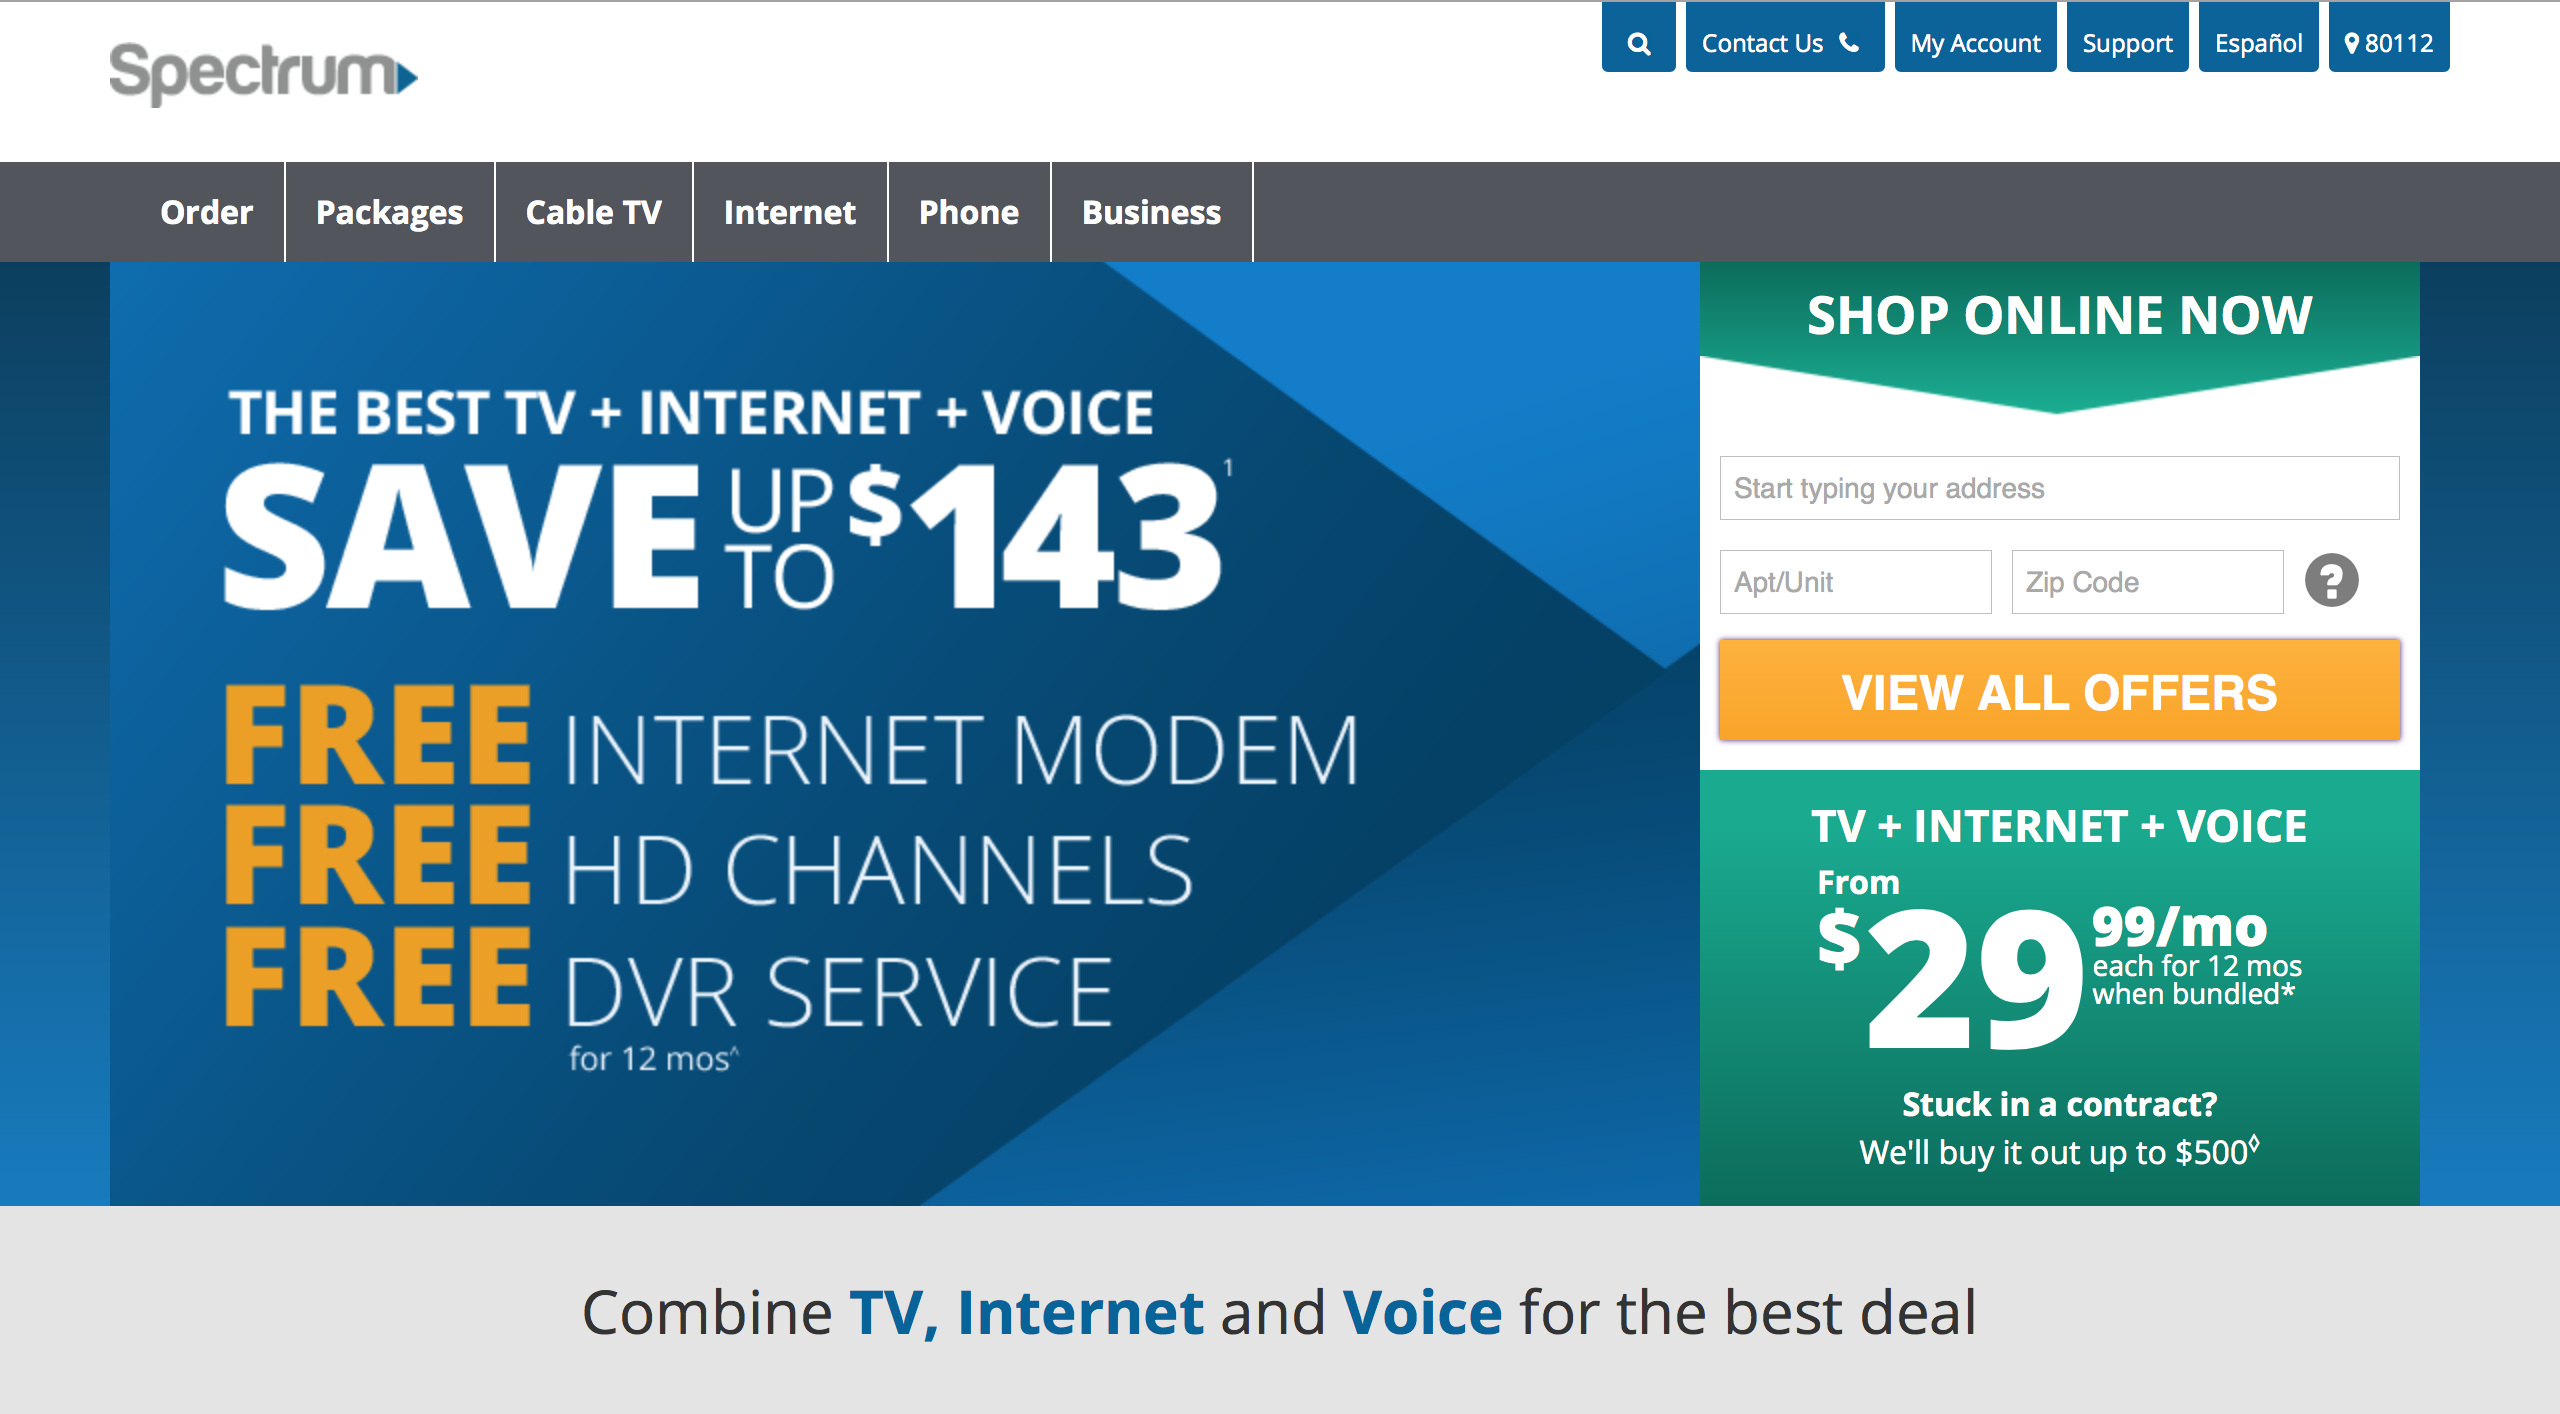 Spectrum
Contact Us
My Account
Support
Español
80112
Order
Packages
Cable TV
Internet
Phone
Business
THE BEST TV + INTERNET + VOICE
SAVE UP TO $143¹
FREE INTERNET MODEM
FREE HD CHANNELS
FREE DVR SERVICE
for 12 mos^
SHOP ONLINE NOW
Start typing your address
Apt/Unit
Zip Code
?
VIEW ALL OFFERS
TV + INTERNET + VOICE
From
$29 99/mo
each for 12 mos
when bundled*
Stuck in a contract?
We'll buy it out up to $500◊
Combine TV, Internet and Voice for the best deal